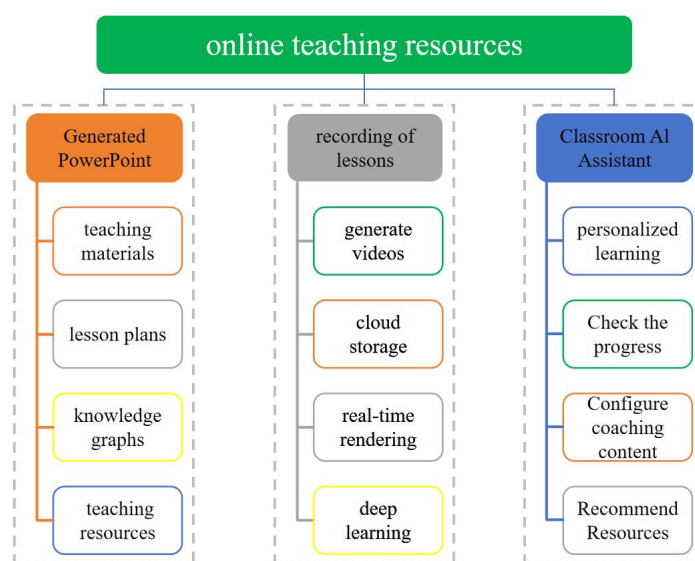 online teaching resources
Generated
PowerPoint
teaching
materials
lesson plans
knowledge
graphs
teaching
resources
recording of
lessons
generate
videos
cloud
storage
real-time
rendering
deep
learning
Classroom Al
Assistant
personalized
learning
Check the
progress
Configure
coaching
content
Recommend
Resources